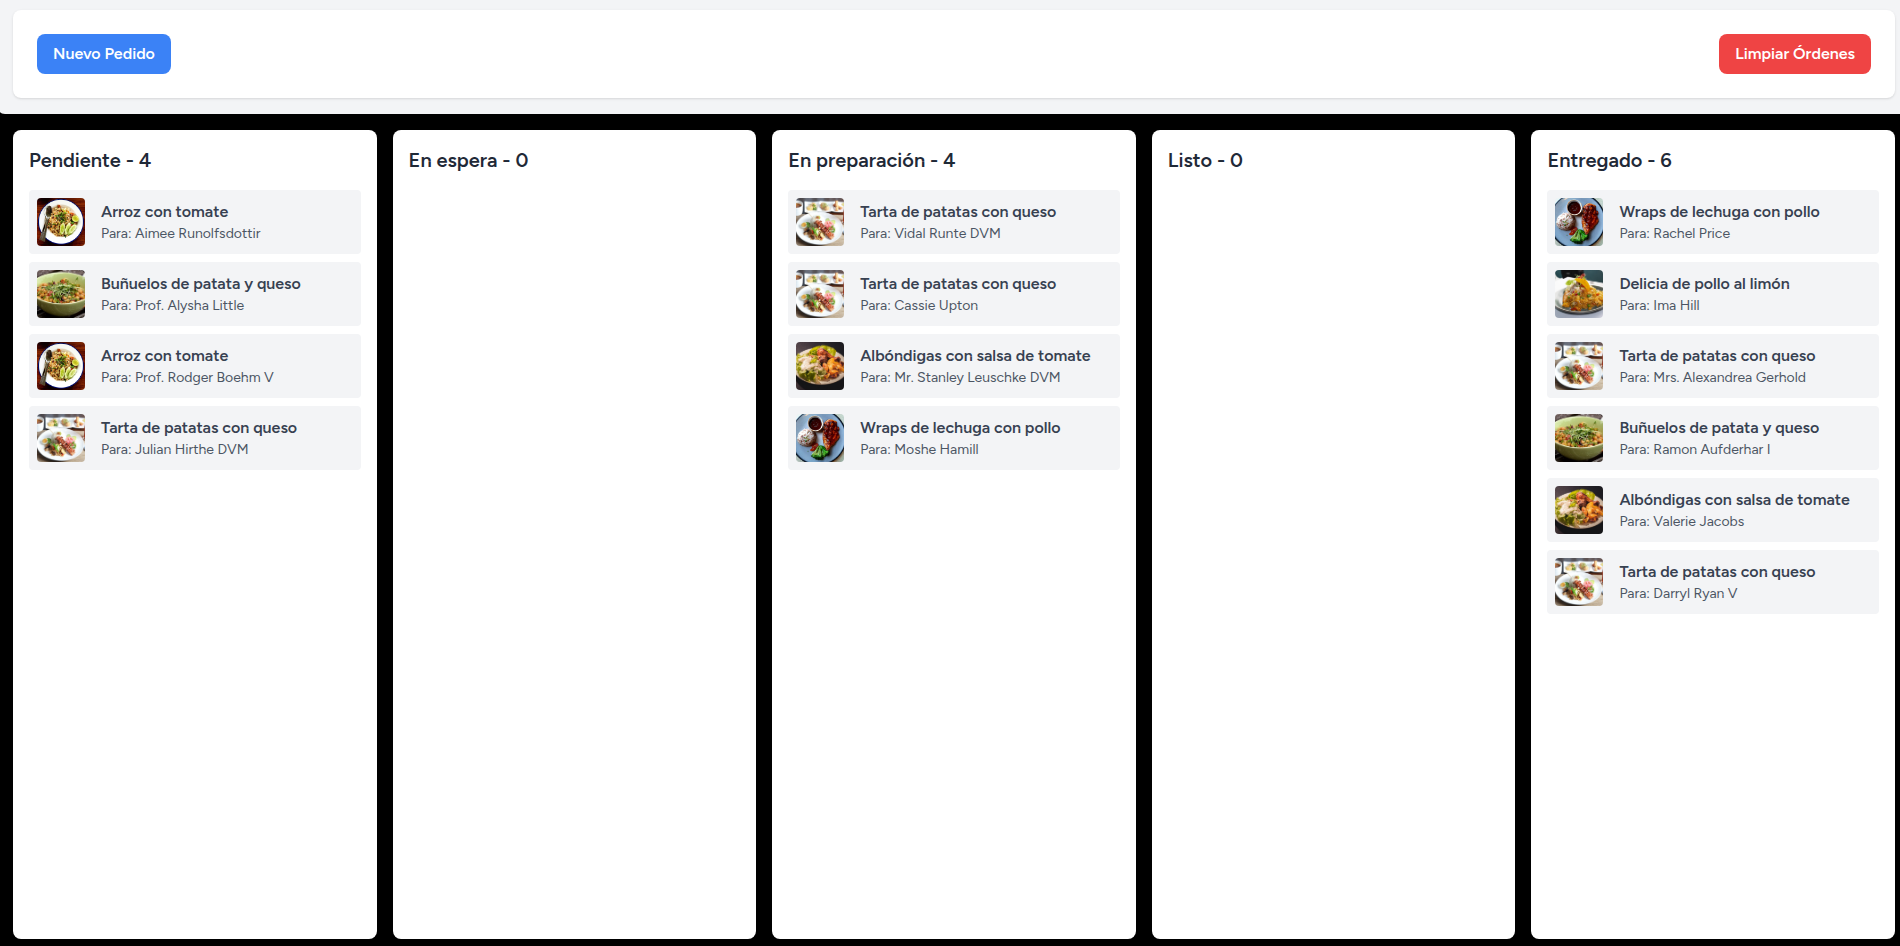 Nuevo Pedido
Limpiar Órdenes
Pendiente - 4
Arroz con tomate
Para: Aimee Runolfsdottir
Buñuelos de patata y queso
Para: Prof. Alysha Little
Arroz con tomate
Para: Prof. Rodger Boehm V
Tarta de patatas con queso
Para: Julian Hirthe DVM
En espera - 0
En preparación - 4
Tarta de patatas con queso
Para: Vidal Runte DVM
Tarta de patatas con queso
Para: Cassie Upton
Albóndigas con salsa de tomate
Para: Mr. Stanley Leuschke DVM
Wraps de lechuga con pollo
Para: Moshe Hamill
Listo - 0
Entregado - 6
Wraps de lechuga con pollo
Para: Rachel Price
Delicia de pollo al limón
Para: Ima Hill
Tarta de patatas con queso
Para: Mrs. Alexandrea Gerhold
Buñuelos de patata y queso
Para: Ramon Aufderhar I
Albóndigas con salsa de tomate
Para: Valerie Jacobs
Tarta de patatas con queso
Para: Darryl Ryan V